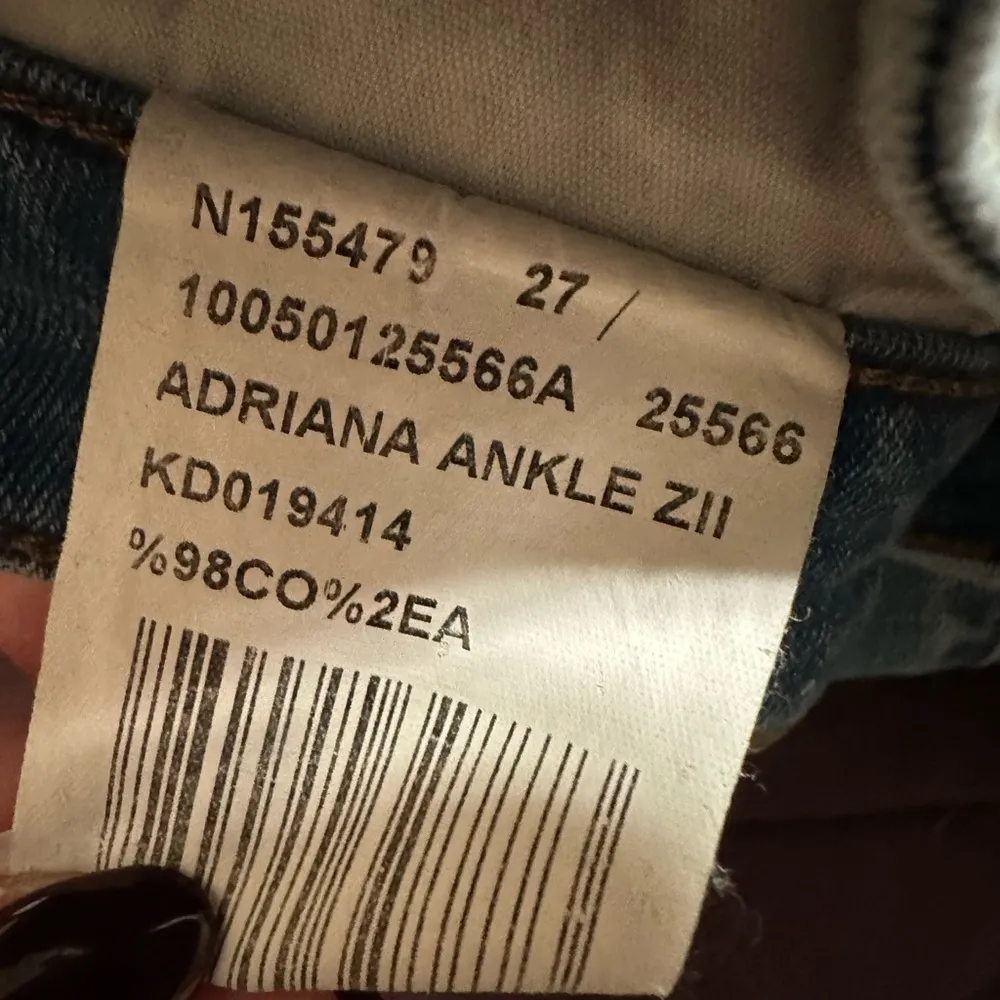 N155479 27 /
10050125566A 25566
ADRIANA ANKLE ZII
KD019414
%98CO%2EA